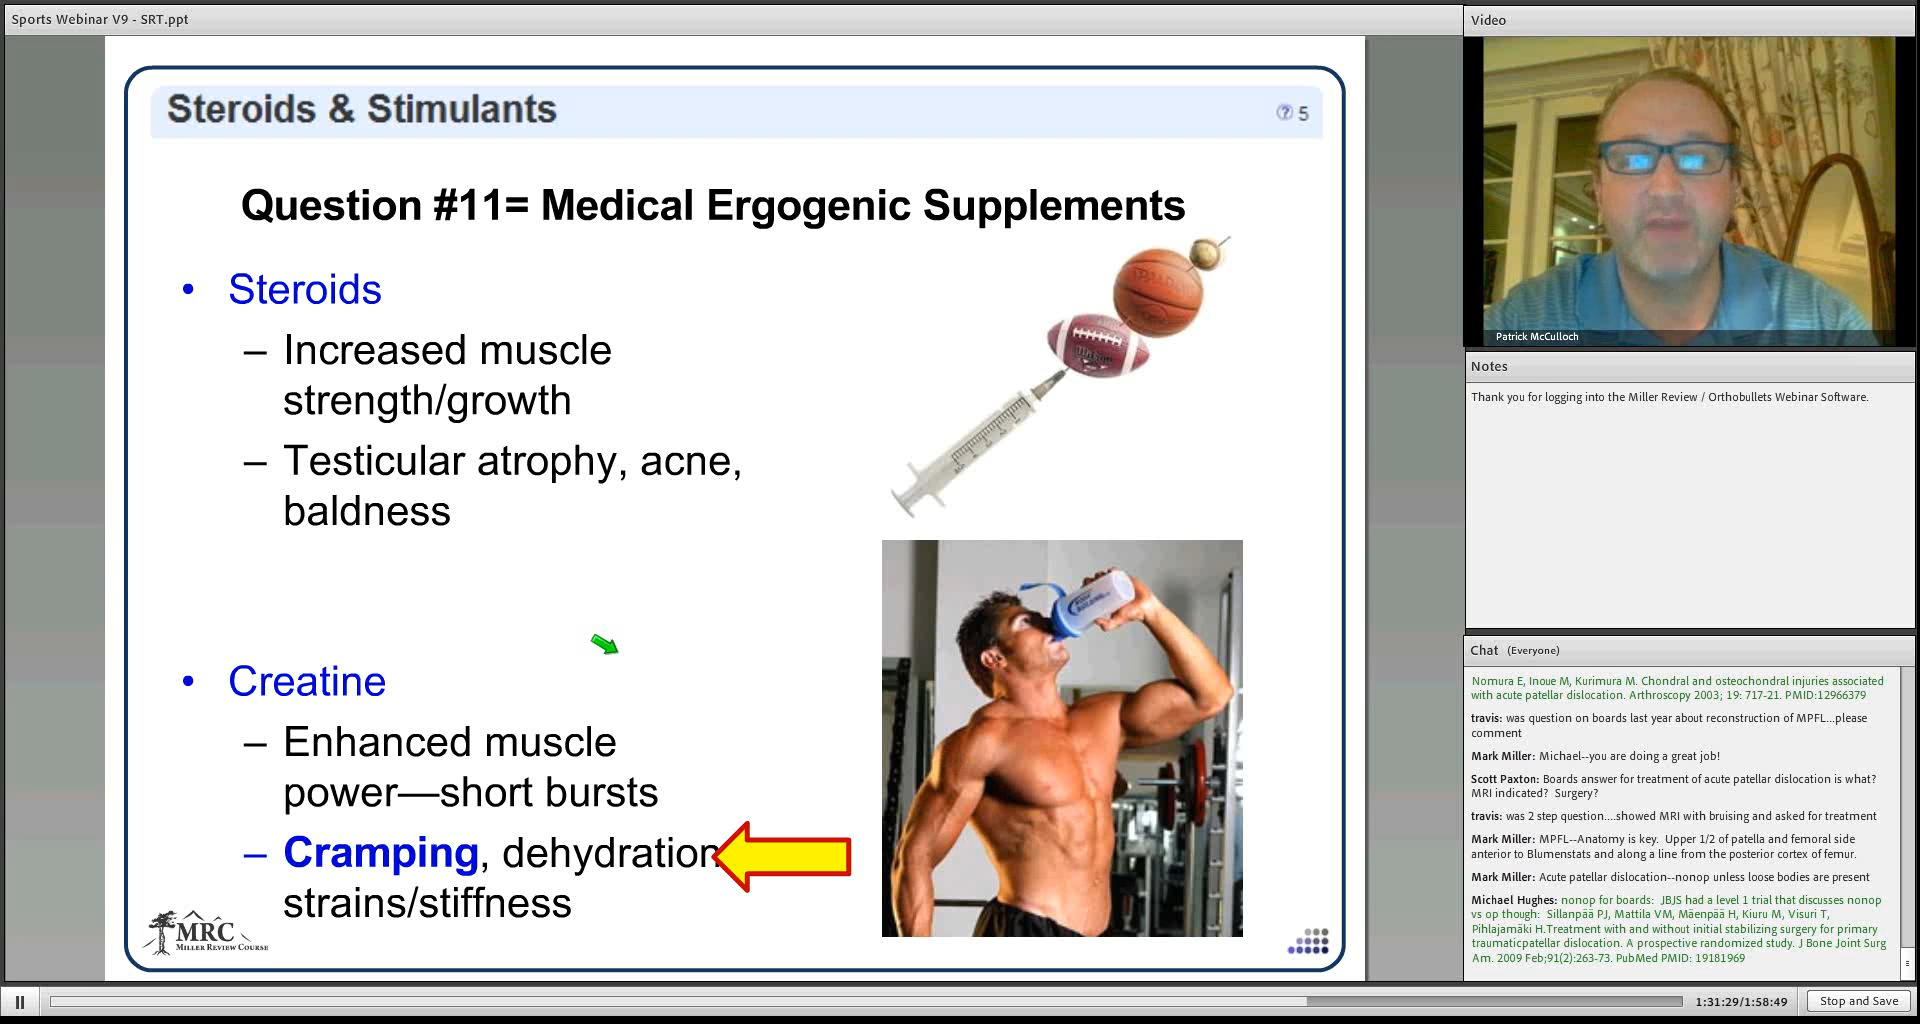 Sports Webinar V9 - SRT.ppt
Steroids & Stimulants
5
Question #11= Medical Ergogenic Supplements
• Steroids
– Increased muscle
strength/growth
– Testicular atrophy, acne,
baldness
• Creatine
– Enhanced muscle
power—short bursts
– Cramping, dehydration
strains/stiffness
MRC
MILLER REVIEW COURSE
Video
Patrick McCulloch
Notes
Thank you for logging into the Miller Review / Orthobullets Webinar Software.
Chat (Everyone)
Nomura E, Inoue M, Kurimura M. Chondral and osteochondral injuries associated
with acute patellar dislocation. Arthroscopy 2003; 19: 717-21. PMID:12966379
travis: was question on boards last year about reconstruction of MPFL...please
comment
Mark Miller: Michael--you are doing a great job!
Scott Paxton: Boards answer for treatment of acute patellar dislocation is what?
MRI indicated? Surgery?
travis: was 2 step question....showed MRI with bruising and asked for treatment
Mark Miller: MPFL--Anatomy is key. Upper 1/2 of patella and femoral side
anterior to Blumenstats and along a line from the posterior cortex of femur.
Mark Miller: Acute patellar dislocation--nonop unless loose bodies are present
Michael Hughes: nonop for boards: JBJS had a level 1 trial that discusses nonop
vs op though: Sillanpää PJ, Mattila VM, Mäenpää H, Kiuru M, Visuri T,
Pihlajamäki H.Treatment with and without initial stabilizing surgery for primary
traumaticpatellar dislocation. A prospective randomized study. J Bone Joint Surg
Am. 2009 Feb;91(2):263-73. PubMed PMID: 19181969
1:31:29/1:58:49
Stop and Save